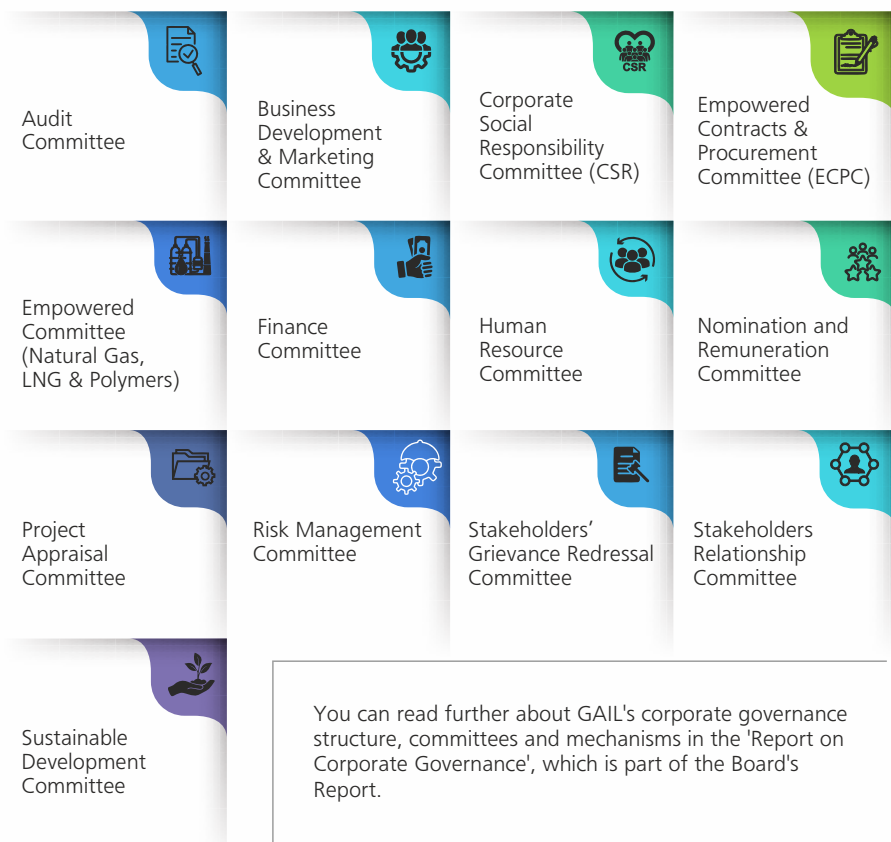 Audit
Committee
Business
Development
& Marketing
Committee
CSR
Corporate
Social
Responsibility
Committee (CSR)
Empowered
Contracts &
Procurement
Committee (ECPC)
Empowered
Committee
(Natural Gas,
LNG & Polymers)
Finance
Committee
Human
Resource
Committee
Nomination and
Remuneration
Committee
Project
Appraisal
Committee
Risk Management
Committee
Stakeholders’
Grievance Redressal
Committee
Stakeholders
Relationship
Committee
Sustainable
Development
Committee
You can read further about GAIL's corporate governance
structure, committees and mechanisms in the 'Report on
Corporate Governance', which is part of the Board's
Report.